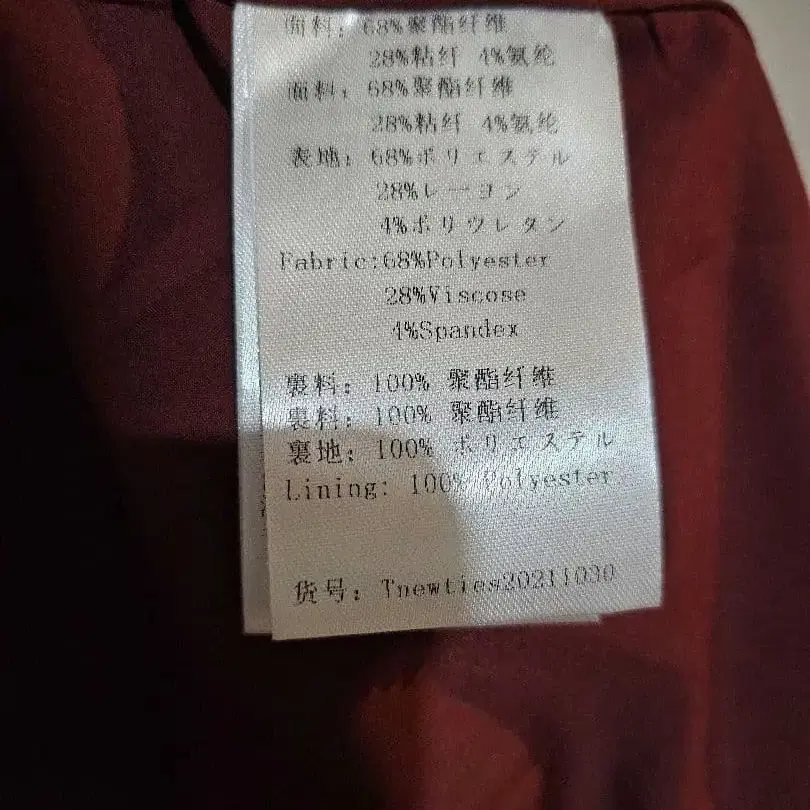 面料：68%聚酯纤维
28%粘纤 4%氨纶
面料：68%聚酯纤维
28%粘纤 4%氨纶
表地：68%ポリエステル
28%レーヨン
4%ポリウレタン
Fabric:68%Polyester
28%Viscose
4%Spandex
裏料：100% 聚酯纤维
裏料：100% 聚酯纤维
裏地：100% ポリエステル
Lining: 100% Polyester
货号：Tnewties20211030